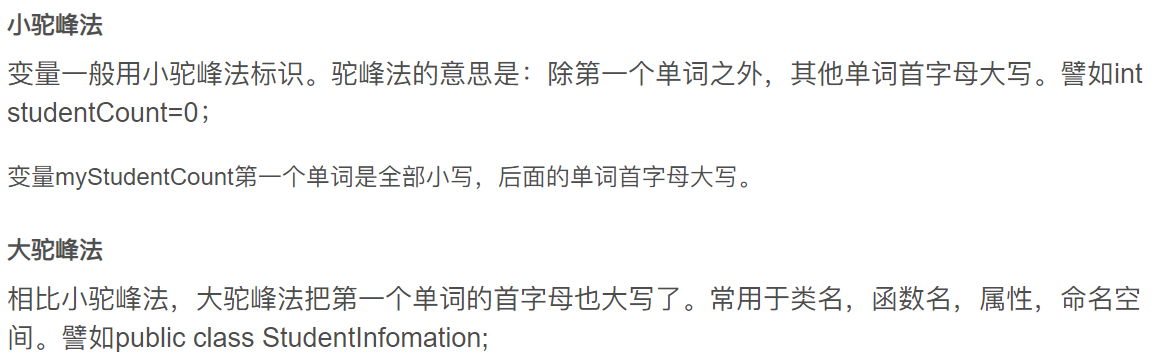 小驼峰法
变量一般用小驼峰法标识。驼峰法的意思是：除第一个单词之外，其他单词首字母大写。譬如int
studentCount=0；
变量myStudentCount第一个单词是全部小写，后面的单词首字母大写。
大驼峰法
相比小驼峰法，大驼峰法把第一个单词的首字母也大写了。常用于类名，函数名，属性，命名空
间。譬如public class StudentInfomation;